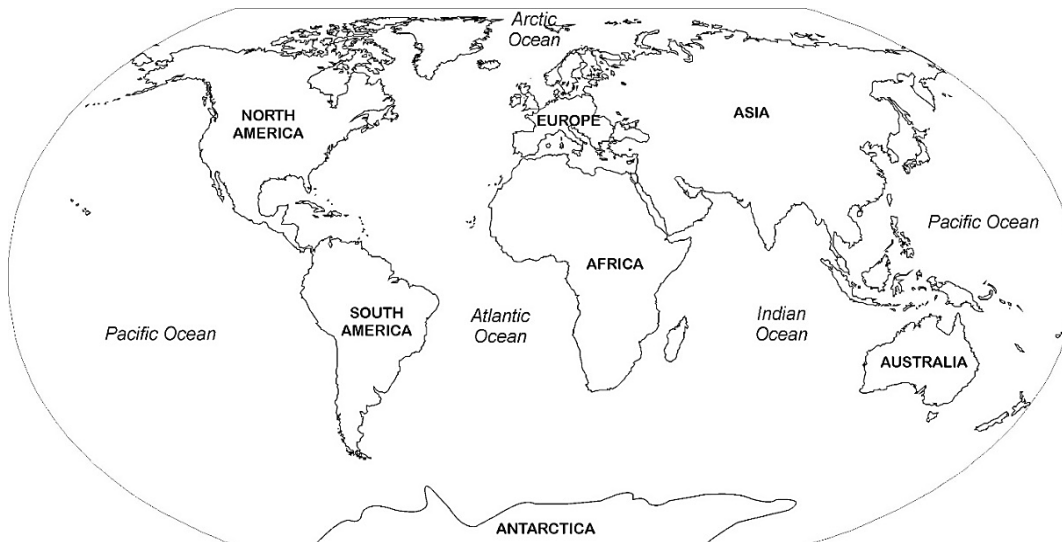 Arctic
Ocean
NORTH
AMERICA
EUROPE
ASIA
Pacific Ocean
AFRICA
SOUTH
AMERICA
Atlantic
Ocean
Indian
Ocean
Pacific Ocean
AUSTRALIA
ANTARCTICA